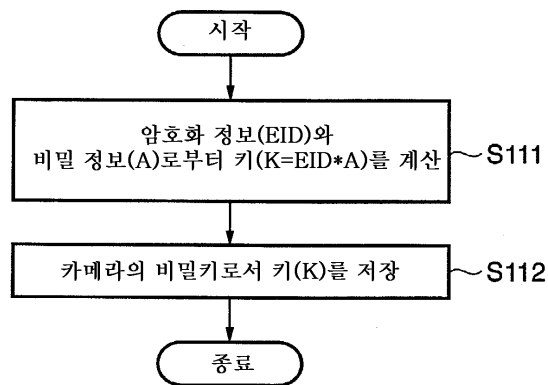 시작
암호화 정보(EID)와
비밀 정보(A)로부터 키(K=EID*A)를 계산
S111
카메라의 비밀키로서 키(K)를 저장
S112
종료